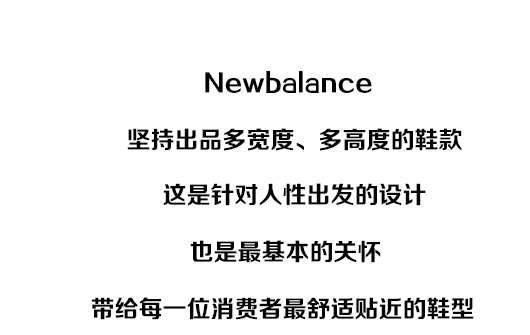 Newbalance
坚持出品多宽度、多高度的鞋款
这是针对人性出发的设计
也是最基本的关怀
带给每一位消费者最舒适贴近的鞋型